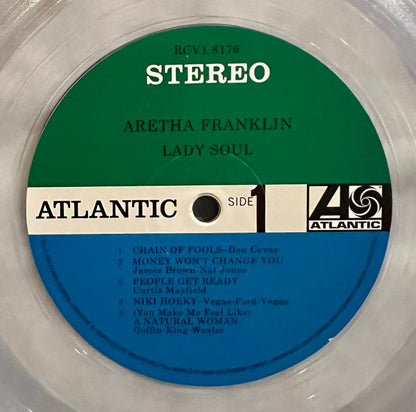 RCV1 8176
STEREO
ARETHA FRANKLIN
LADY SOUL
ATLANTIC
SIDE 1
ATLANTIC
1 CHAIN OF FOOLS-Don Covay
2 MONEY WON'T CHANGE YOU
James Brown-Nat Jones
3 PEOPLE GET READY
Curtis Mayfield
4 NIKI HOEKY-Vegas-Ford-Vegas
5 (You Make Me Feel Like)
A NATURAL WOMAN
Goffin-King-Wexler